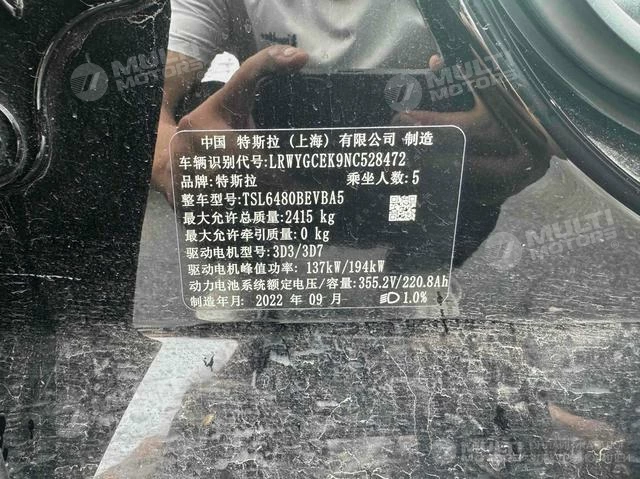 MULTI
MOTORS
MULTI
MOTORS
中国 特斯拉 (上海) 有限公司 制造
车辆识别代号:LRWYGCEK9NC528472
品牌:特斯拉 乘坐人数:5
整车型号:TSL6480BEVBA5
最大允许总质量:2415 kg
最大允许牵引质量:0 kg
驱动电机型号:3D3/3D7
驱动电机峰值功率: 137kW/194kW
动力电池系统额定电压/容量:355.2V/220.8Ah
制造年月: 2022 年 09 月 1.0%
MULTI
MOTORS
MULTI
MOTORS